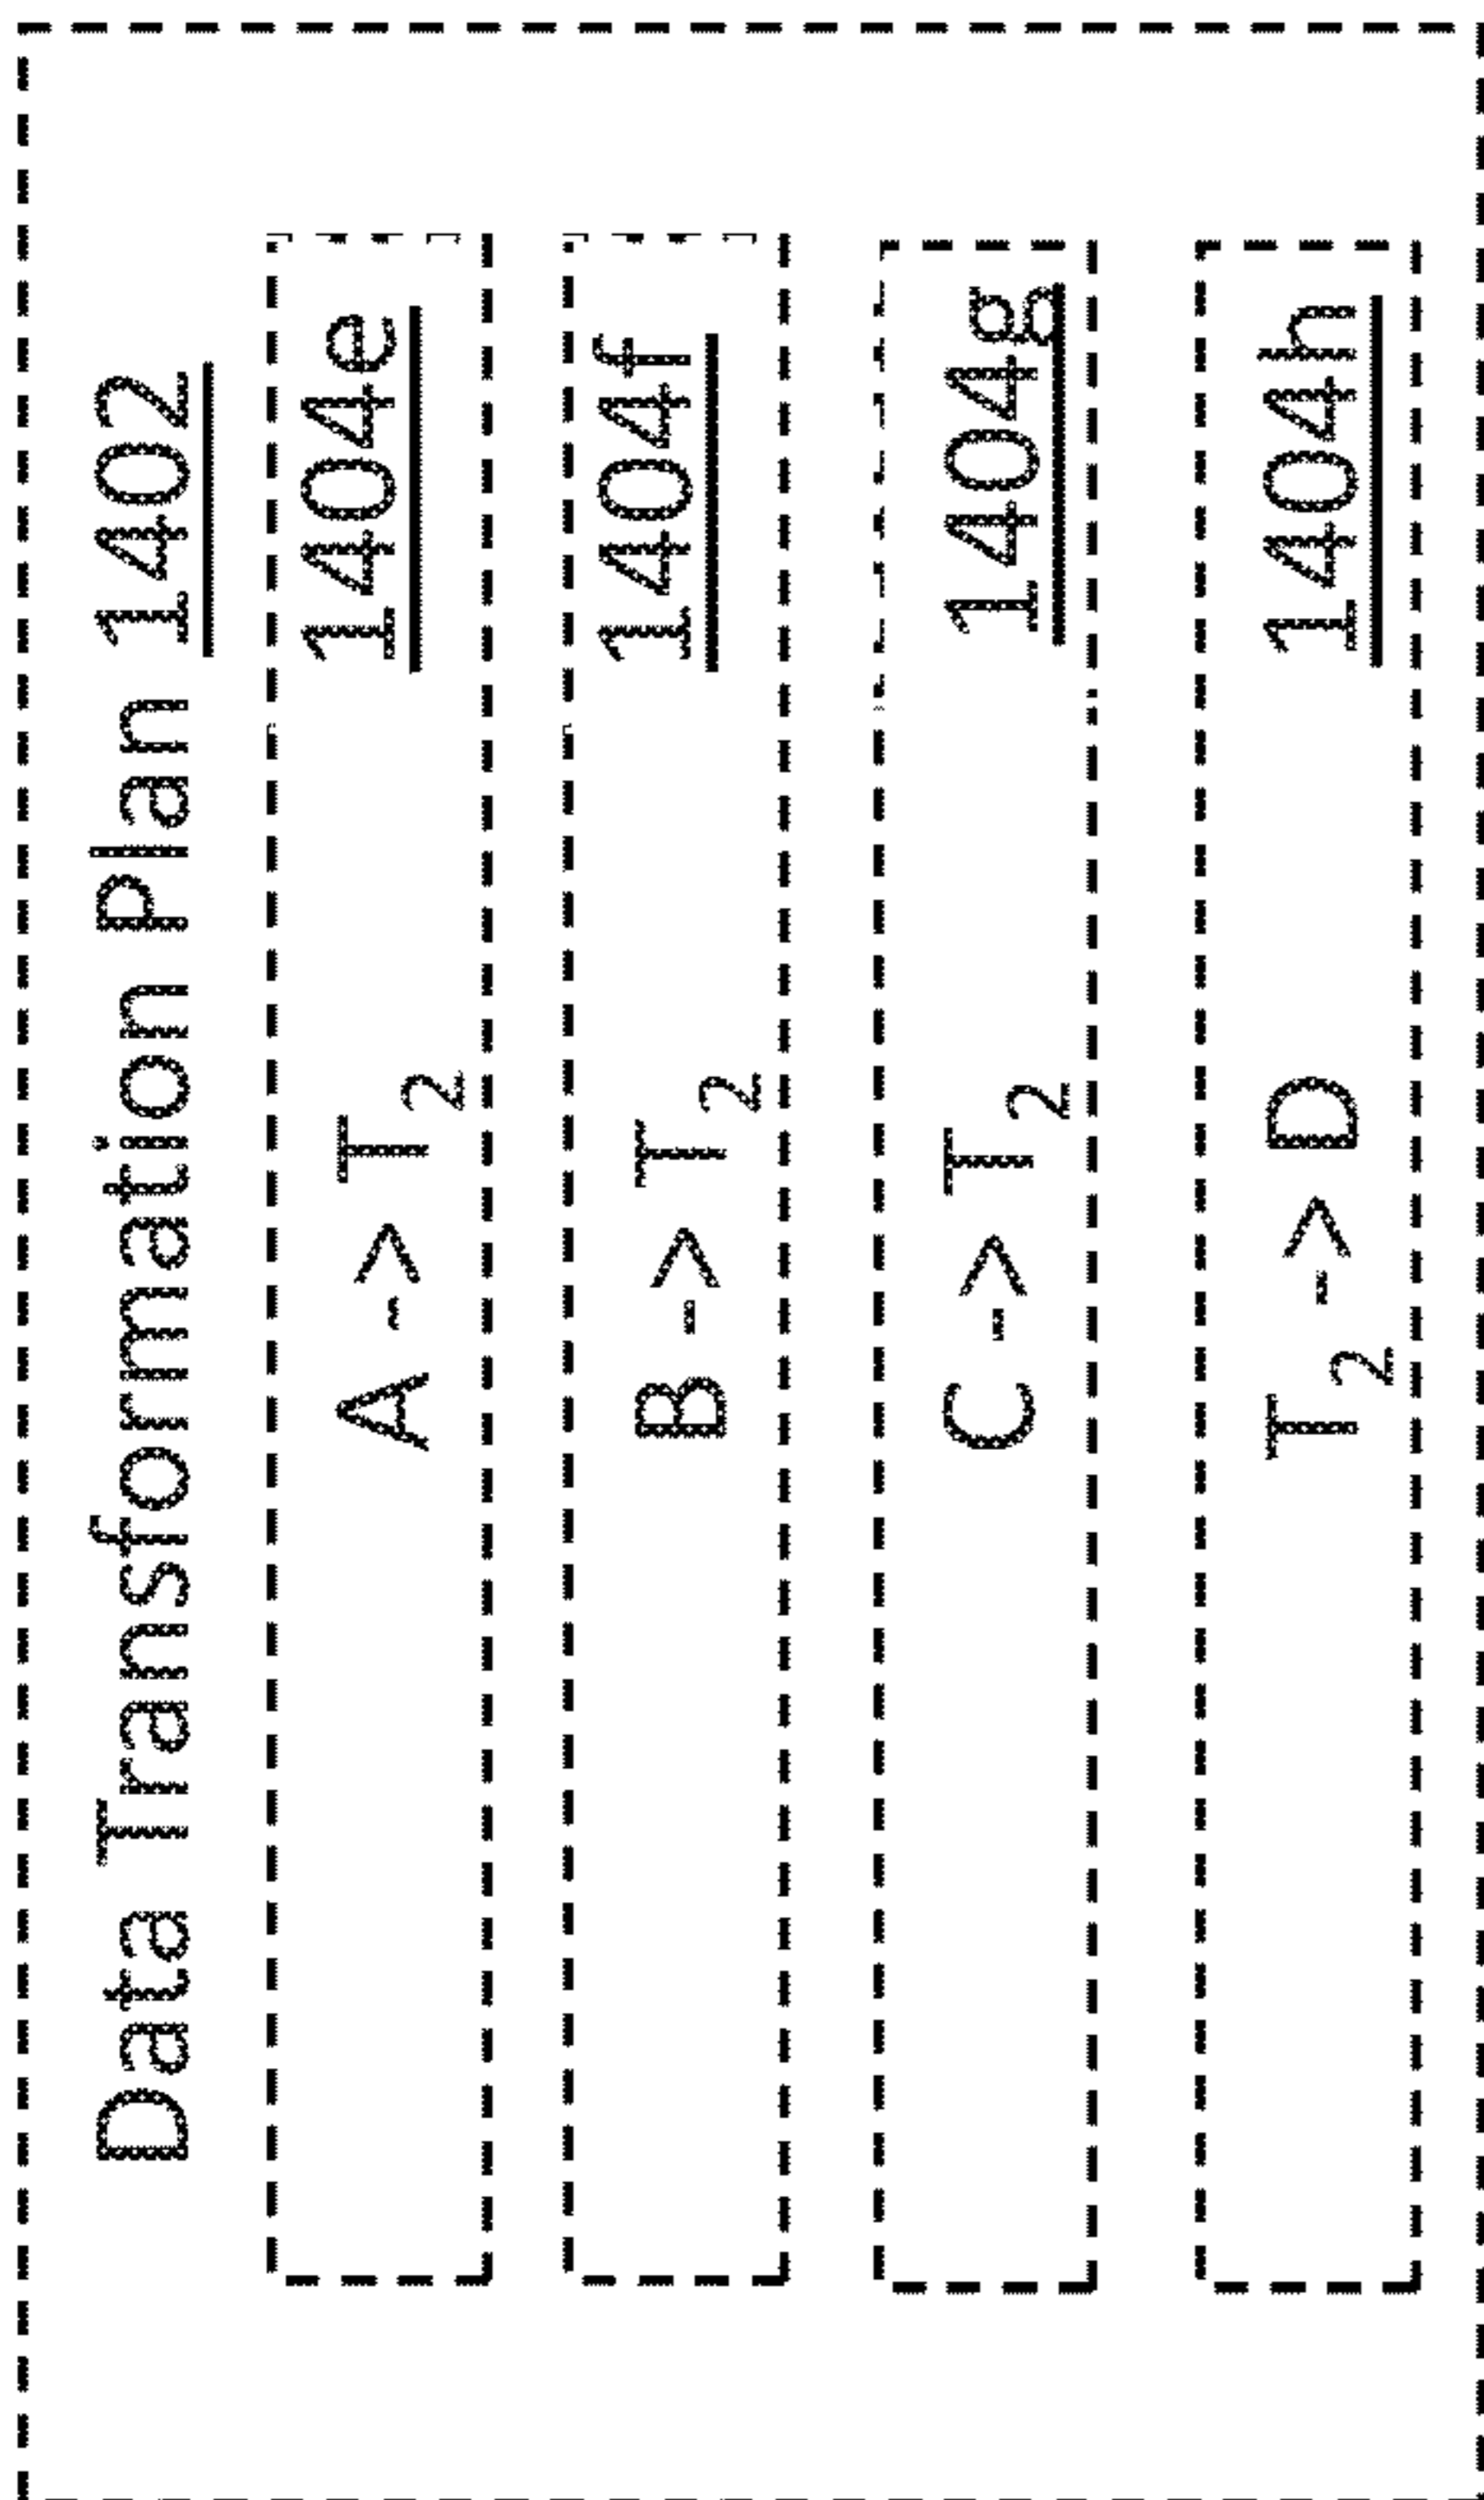 Data Transformation Plan 1402
1404e
A -> T2
1404f
B -> T2
1404g
C -> T2
1404h
T2 -> D